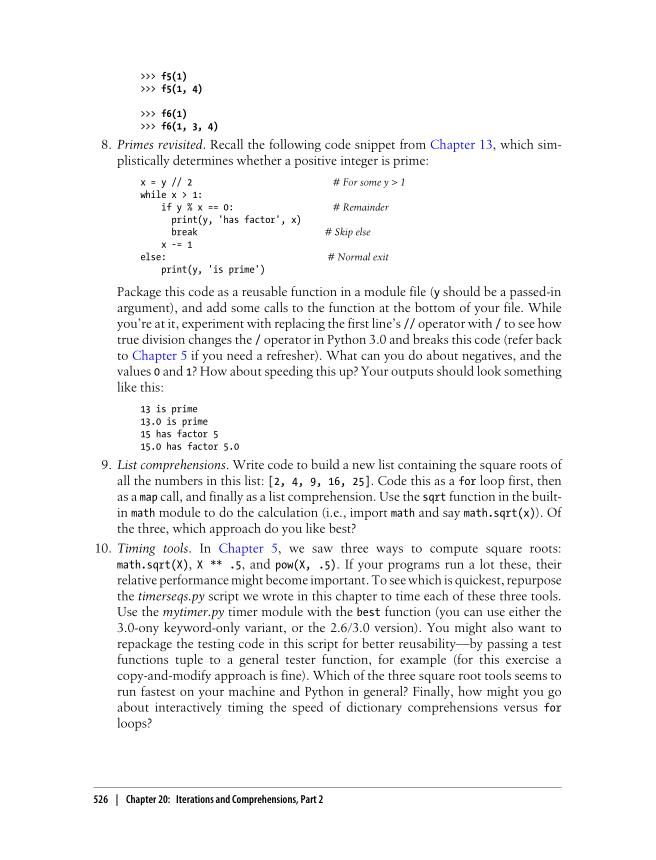 >>> f5(1)
>>> f5(1, 4)
>>> f6(1)
>>> f6(1, 3, 4)
8. Primes revisited. Recall the following code snippet from Chapter 13, which sim-
plistically determines whether a positive integer is prime:
x = y // 2 # For some y > 1
while x > 1:
if y % x == 0: # Remainder
print(y, 'has factor', x)
break # Skip else
x -= 1
else: # Normal exit
print(y, 'is prime')
Package this code as a reusable function in a module file (y should be a passed-in
argument), and add some calls to the function at the bottom of your file. While
you're at it, experiment with replacing the first line's // operator with / to see how
true division changes the / operator in Python 3.0 and breaks this code (refer back
to Chapter 5 if you need a refresher). What can you do about negatives, and the
values 0 and 1? How about speeding this up? Your outputs should look something
like this:
13 is prime
13.0 is prime
15 has factor 5
15.0 has factor 5.0
9. List comprehensions. Write code to build a new list containing the square roots of
all the numbers in this list: [2, 4, 9, 16, 25]. Code this as a for loop first, then
as a map call, and finally as a list comprehension. Use the sqrt function in the built-
in math module to do the calculation (i.e., import math and say math.sqrt(x)). Of
the three, which approach do you like best?
10. Timing tools. In Chapter 5, we saw three ways to compute square roots:
math.sqrt(X), X ** .5, and pow(X, .5). If your programs run a lot these, their
relative performance might become important. To see which is quickest, repurpose
the timerseqs.py script we wrote in this chapter to time each of these three tools.
Use the mytimer.py timer module with the best function (you can use either the
3.0-ony keyword-only variant, or the 2.6/3.0 version). You might also want to
repackage the testing code in this script for better reusability—by passing a test
functions tuple to a general tester function, for example (for this exercise a
copy-and-modify approach is fine). Which of the three square root tools seems to
run fastest on your machine and Python in general? Finally, how might you go
about interactively timing the speed of dictionary comprehensions versus for
loops?
526 | Chapter 20: Iterations and Comprehensions, Part 2